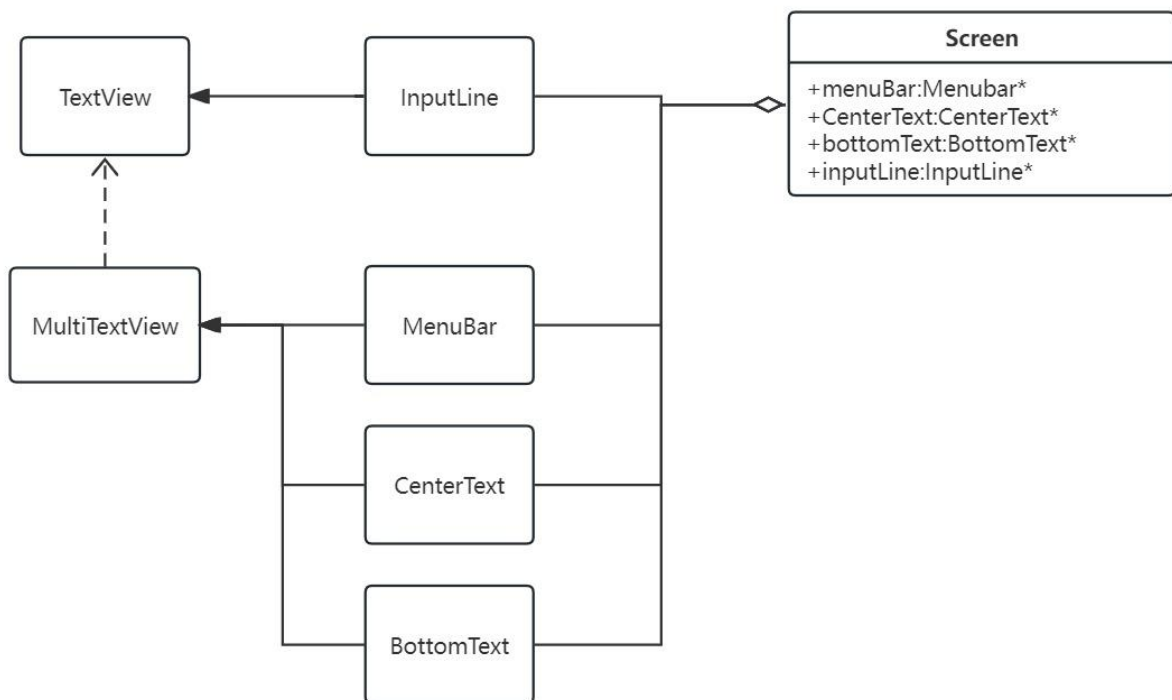 Screen
TextView
InputLine
+menuBar:Menubar*
+CenterText:CenterText*
+bottomText:BottomText*
+inputLine:InputLine*
MultiTextView
MenuBar
CenterText
BottomText